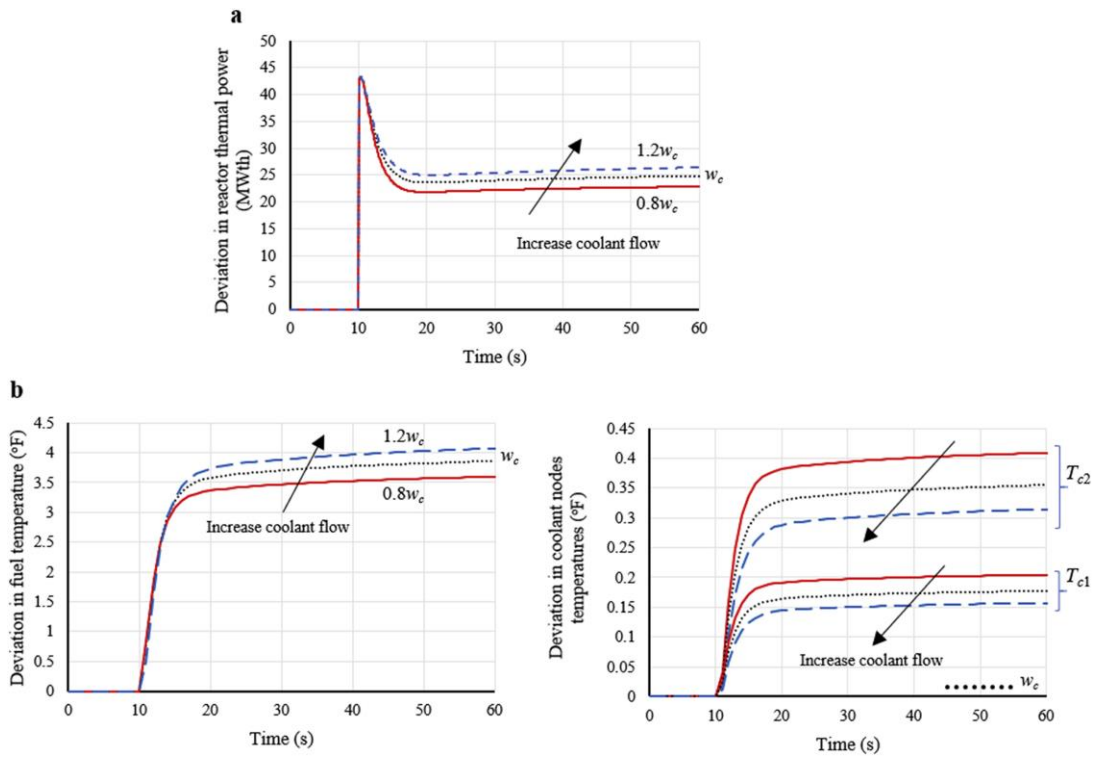 a
Deviation in reactor thermal power
(MWth)
50
45
40
35
30
25
20
15
10
5
0
1.2w_c
w_c
0.8w_c
Increase coolant flow
0 10 20 30 40 50 60
Time (s)
b
Deviation in fuel temperature (°F)
4.5
4
3.5
3
2.5
2
1.5
1
0.5
0
1.2w_c
w_c
0.8w_c
Increase coolant flow
0 10 20 30 40 50 60
Time (s)
Deviation in coolant nodes
temperatures (°F)
0.45
0.4
0.35
0.3
0.25
0.2
0.15
0.1
0.05
0
T_c2
T_c1
Increase coolant flow
w_c
0 10 20 30 40 50 60
Time (s)